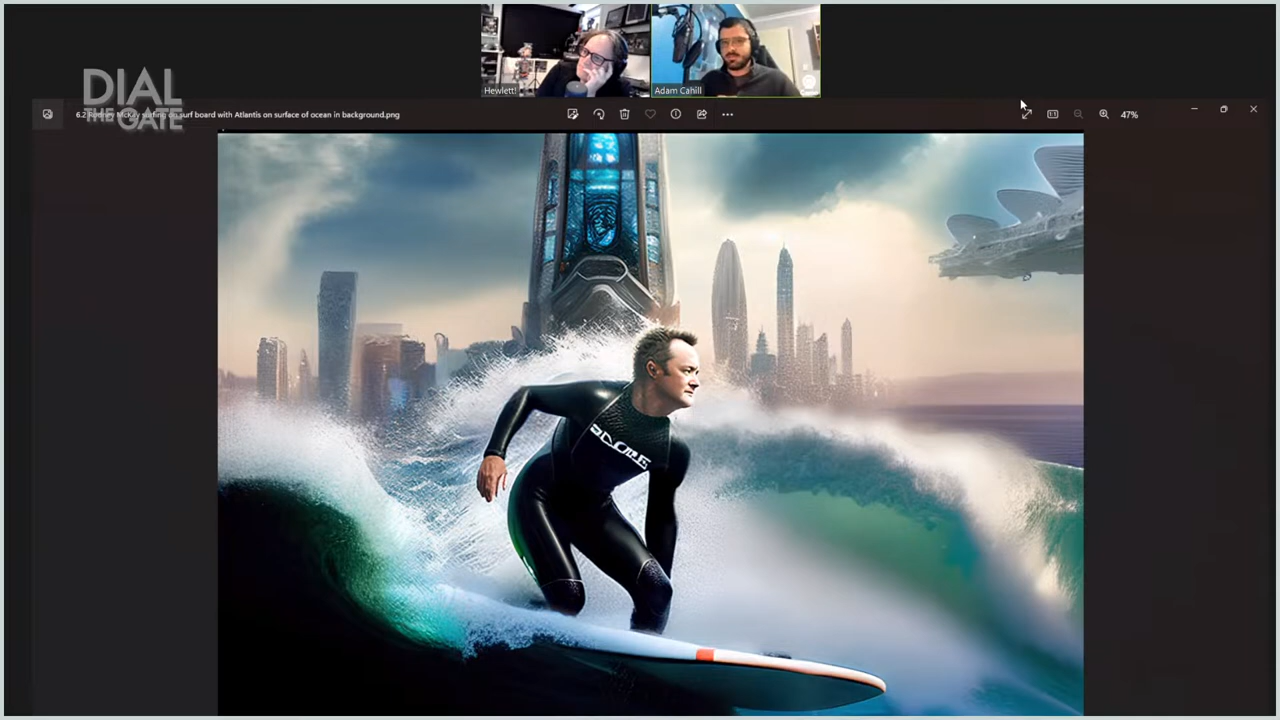 Hewlett!
Adam Cahill
DIAL
THE GATE
6.2 Rodney McKay surfing on surf board with Atlantis on surface of ocean in background.png
47%